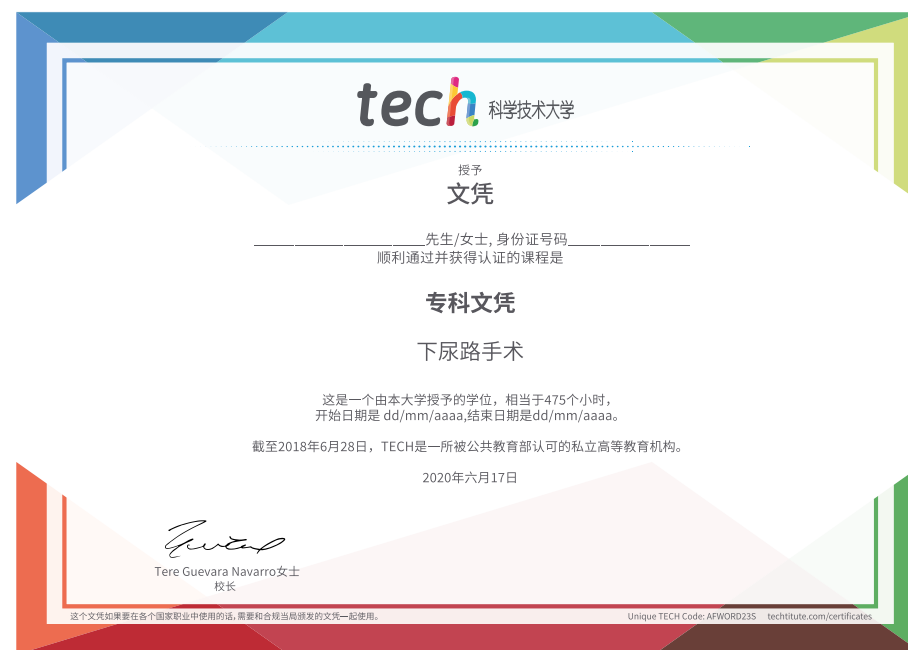 tech 科学技术大学
授予
文凭
先生/女士, 身份证号码
顺利通过并获得认证的课程是
专科文凭
下尿路手术
这是一个由本大学授予的学位，相当于475个小时，
开始日期是 dd/mm/aaaa,结束日期是dd/mm/aaaa。
截至2018年6月28日，TECH是一所被公共教育部认可的私立高等教育机构。
2020年六月17日
Tere Guevara Navarro女士
校长
这个文凭如果要在各个国家职业中使用的话,需要和合规当局颁发的文凭一起使用。
Unique TECH Code: AFWORD23S techtitute.com/certificates